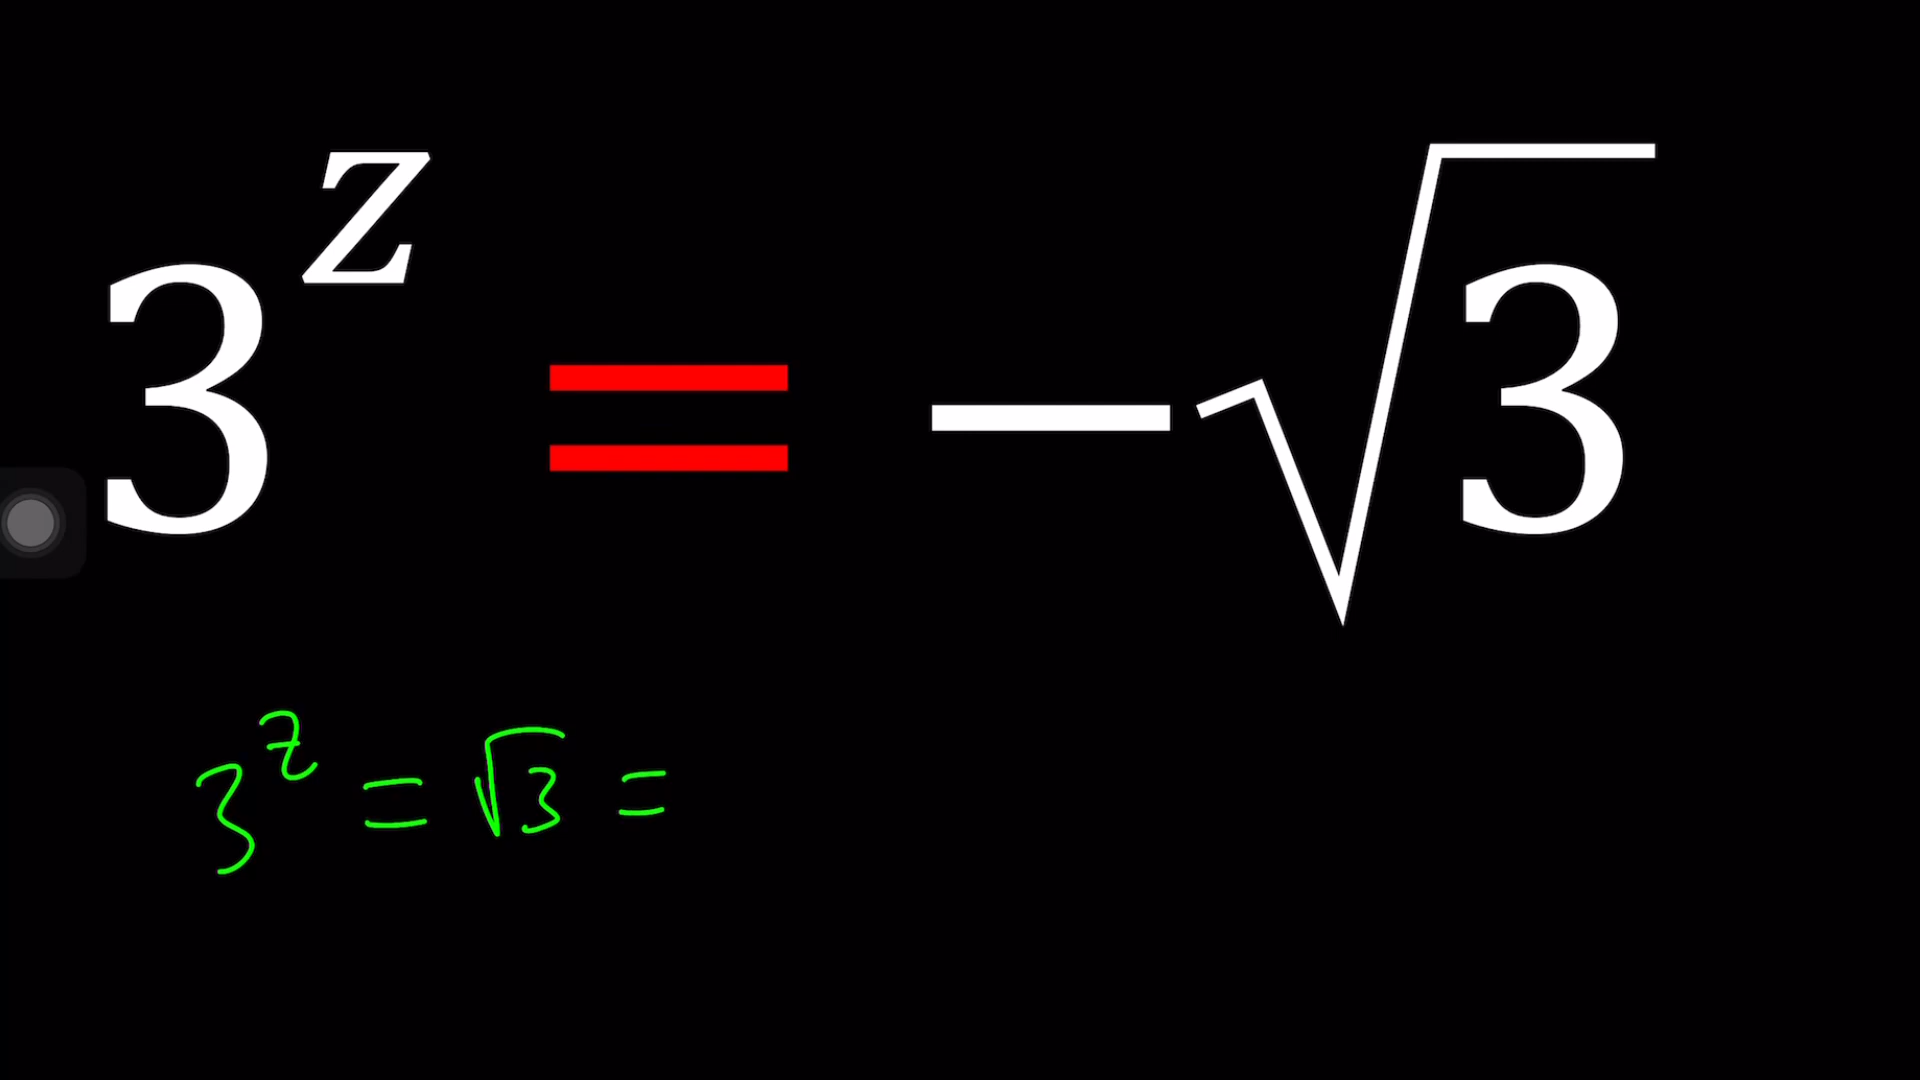 3^z = -√3
3^z = √3 =